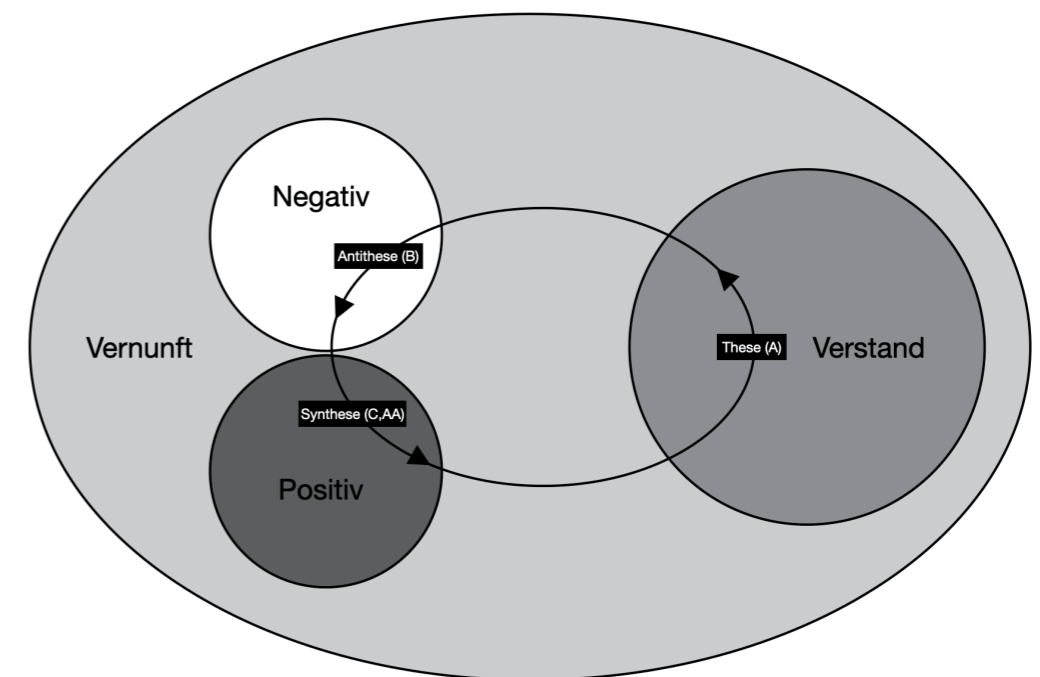 Negativ
Antithese (B)
Vernunft
These (A)
Verstand
Synthese (C,AA)
Positiv